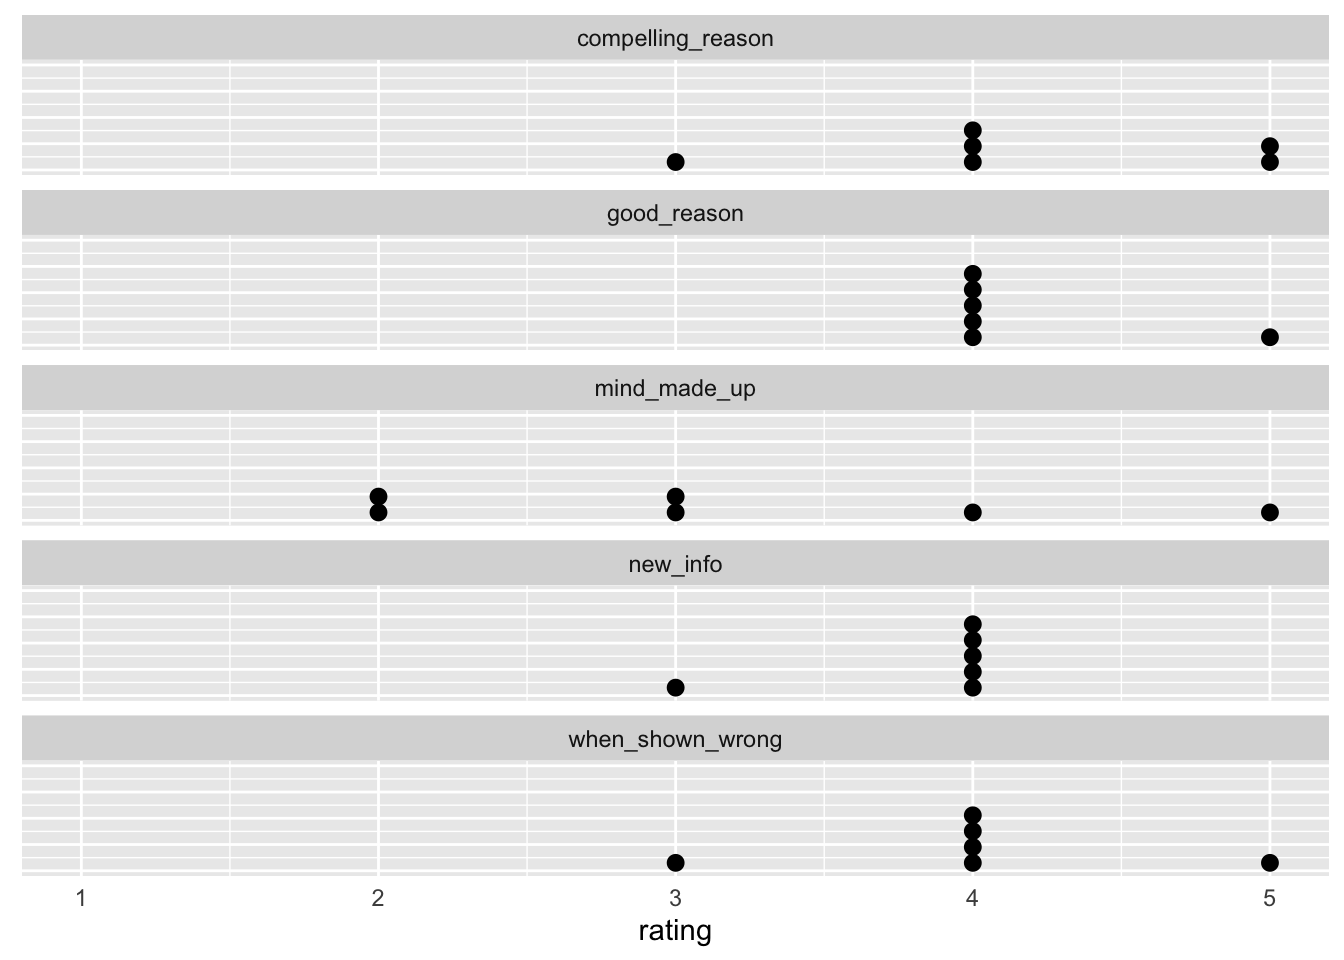 compelling_reason
good_reason
mind_made_up
new_info
when_shown_wrong
1 2 3 4 5
rating